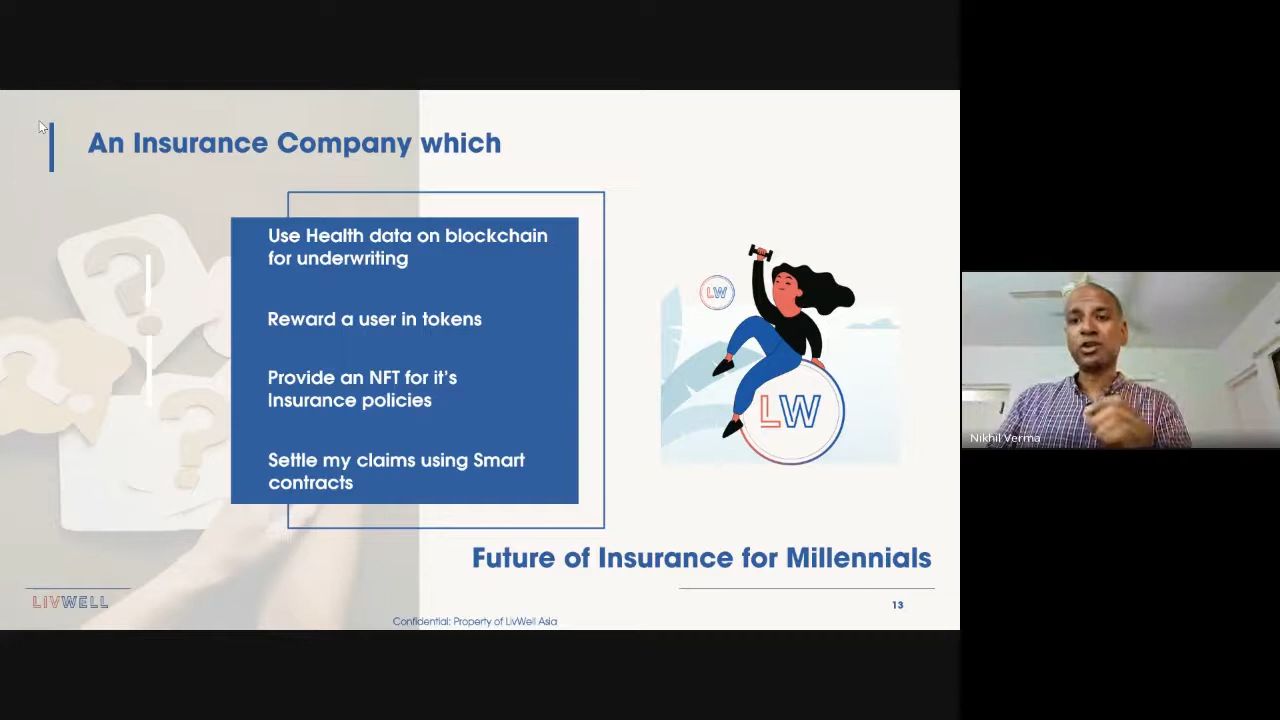 An Insurance Company which
Use Health data on blockchain
for underwriting
Reward a user in tokens
Provide an NFT for it's
Insurance policies
Settle my claims using Smart
contracts
LW
LW
Future of Insurance for Millennials
LIVWELL
13
Confidential: Property of LivWell Asia
Nikhil Verma